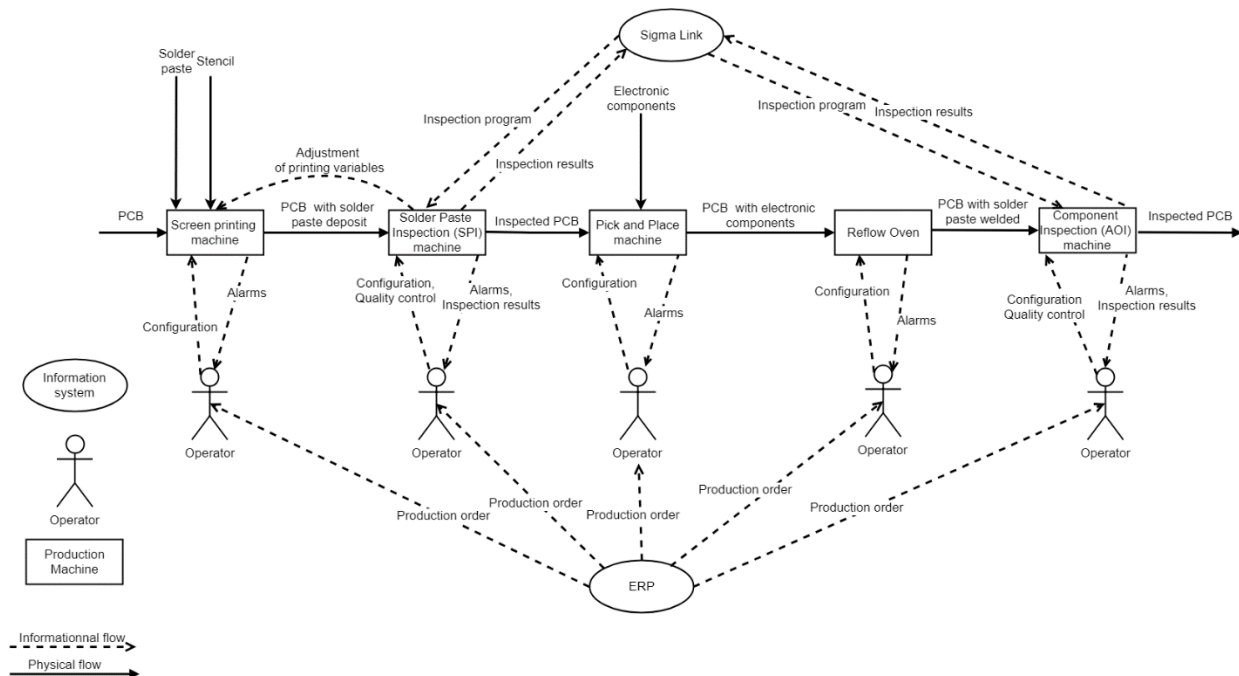 Sigma Link
Solder
paste
Stencil
Electronic
components
Inspection program
Inspection results
Inspection program
Inspection results
Adjustment
of printing variables
PCB
Screen printing
machine
PCB with solder
paste deposit
Solder Paste
Inspection (SPI)
machine
Inspected PCB
Pick and Place
machine
PCB with electronic
components
Reflow Oven
PCB with solder
paste welded
Component
Inspection (AOI)
machine
Inspected PCB
Configuration
Alarms
Configuration,
Quality control
Alarms,
Inspection results
Configuration
Alarms
Configuration
Alarms
Configuration
Quality control
Alarms,
Inspection results
Operator
Operator
Operator
Operator
Operator
Production order
Production order
Production order
Production order
Production order
ERP
Information
system
Operator
Production
Machine
Informationnal flow
Physical flow